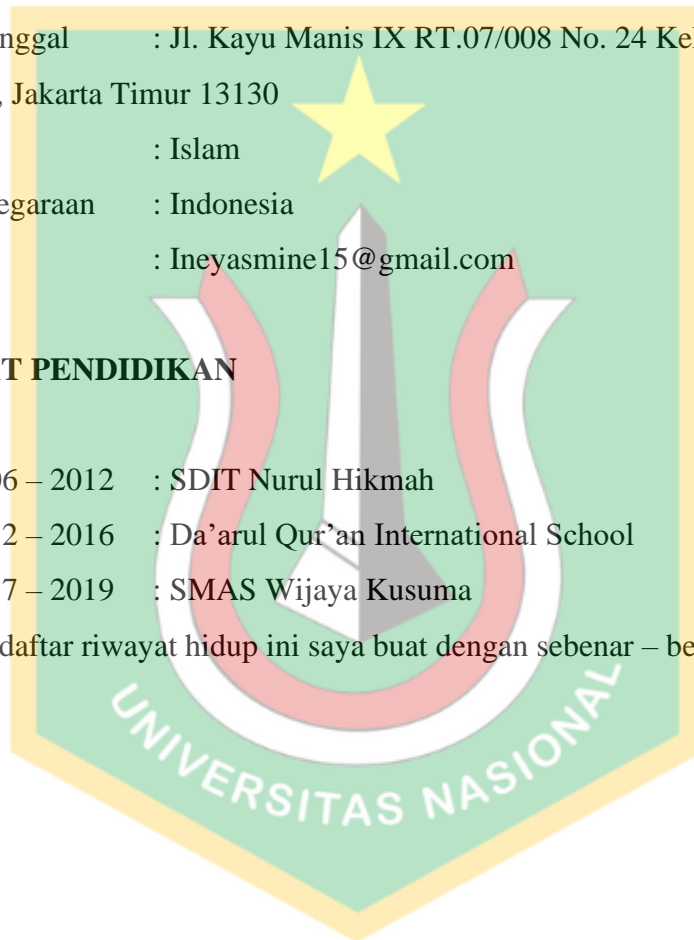 nggal : Jl. Kayu Manis IX RT.07/008 No. 24 Kel
, Jakarta Timur 13130
: Islam
egaraan : Indonesia
: Ineyasmine15@gmail.com
T PENDIDIKAN
06 – 2012 : SDIT Nurul Hikmah
2 – 2016 : Da’arul Qur’an International School
7 – 2019 : SMAS Wijaya Kusuma
daftar riwayat hidup ini saya buat dengan sebenar – be
UNIVERSITAS NASIONAL